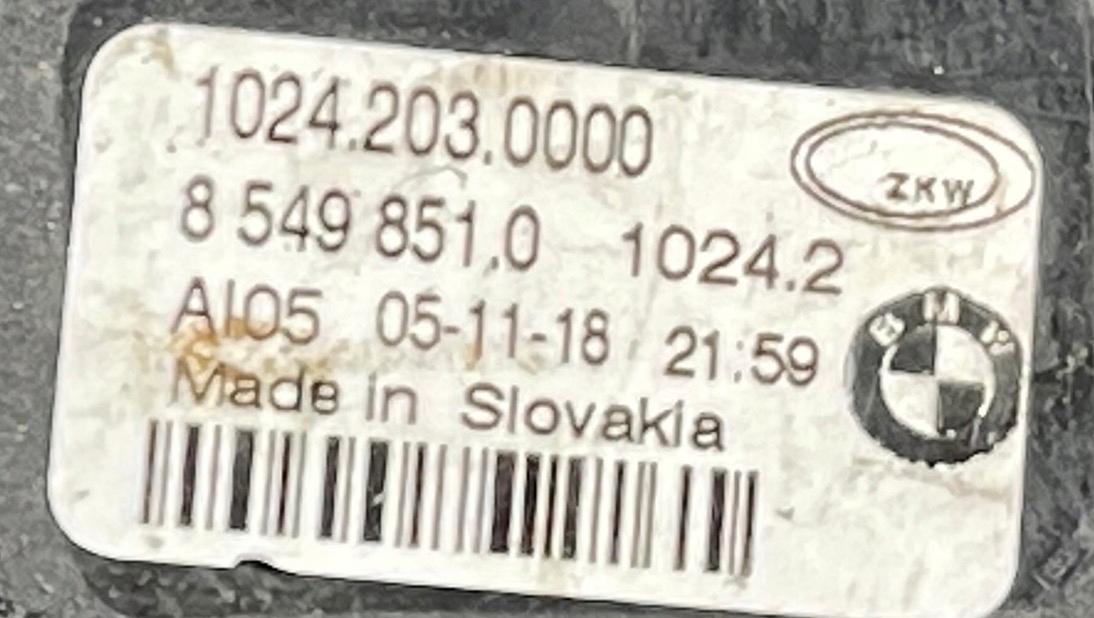 1024.203.0000
ZKW
8 549 851.0 1024.2
AI05 05-11-18 21:59
BMW
Made in Slovakia